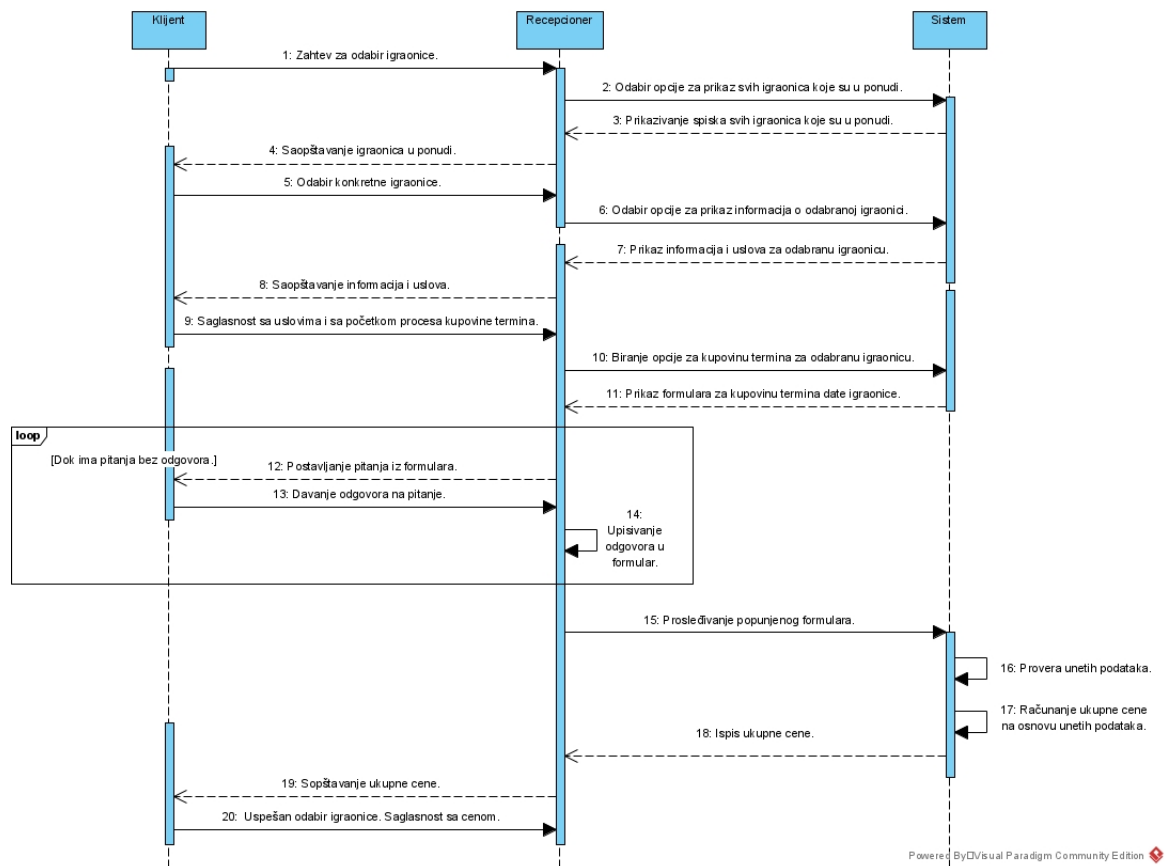 Klijent
Recepcioner
Sistem
1: Zahtev za odabir igraonice.
2: Odabir opcije za prikaz svih igraonica koje su u ponudi.
3: Prikazivanje spiska svih igraonica koje su u ponudi.
4: Saopštavanje igraonica u ponudi.
5: Odabir konkretne igraonice.
6: Odabir opcije za prikaz informacija o odabranoj igraonici.
7: Prikaz informacija i uslova za odabranu igraonicu.
8: Saopštavanje informacija i uslova.
9: Saglasnost sa uslovima i sa početkom procesa kupovine termina.
10: Biranje opcije za kupovinu termina za odabranu igraonicu.
11: Prikaz formulara za kupovinu termina date igraonice.
loop
[Dok ima pitanja bez odgovora.]
12: Postavljanje pitanja iz formulara.
13: Davanje odgovora na pitanje.
14:
Upisivanje
odgovora u
formular.
15: Prosleđivanje popunjenog formulara.
16: Provera unetih podataka.
17: Računanje ukupne cene
na osnovu unetih podataka.
18: Ispis ukupne cene.
19: Sopštavanje ukupne cene.
20: Uspešan odabir igraonice. Saglasnost sa cenom.
Powered By□Visual Paradigm Community Edition